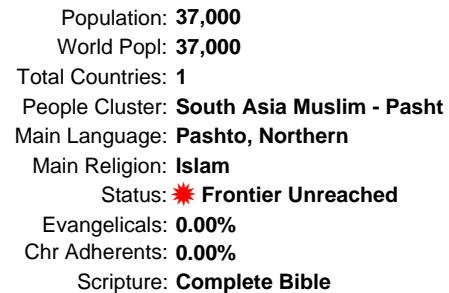 Population: 37,000
World Popl: 37,000
Total Countries: 1
People Cluster: South Asia Muslim - Pasht
Main Language: Pashto, Northern
Main Religion: Islam
Status: Frontier Unreached
Evangelicals: 0.00%
Chr Adherents: 0.00%
Scripture: Complete Bible